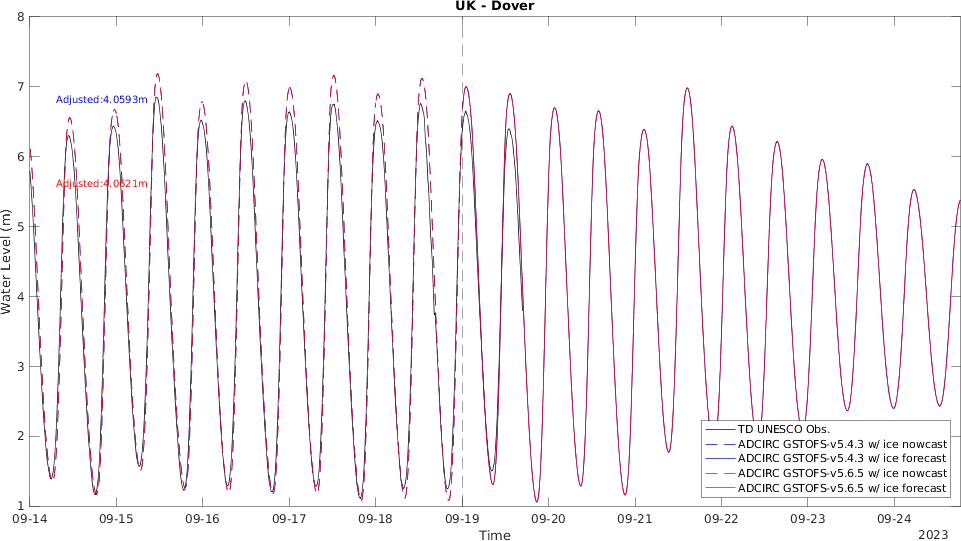 UK - Dover
8
7
6
5
4
3
2
1
Water Level (m)
Adjusted:4.0593m
Adjusted:4.0621m
TD UNESCO Obs.
ADCIRC GSTOFS-v5.4.3 w/ ice nowcast
ADCIRC GSTOFS-v5.4.3 w/ ice forecast
ADCIRC GSTOFS-v5.6.5 w/ ice nowcast
ADCIRC GSTOFS-v5.6.5 w/ ice forecast
09-14 09-15 09-16 09-17 09-18 09-19 09-20 09-21 09-22 09-23 09-24
Time
2023